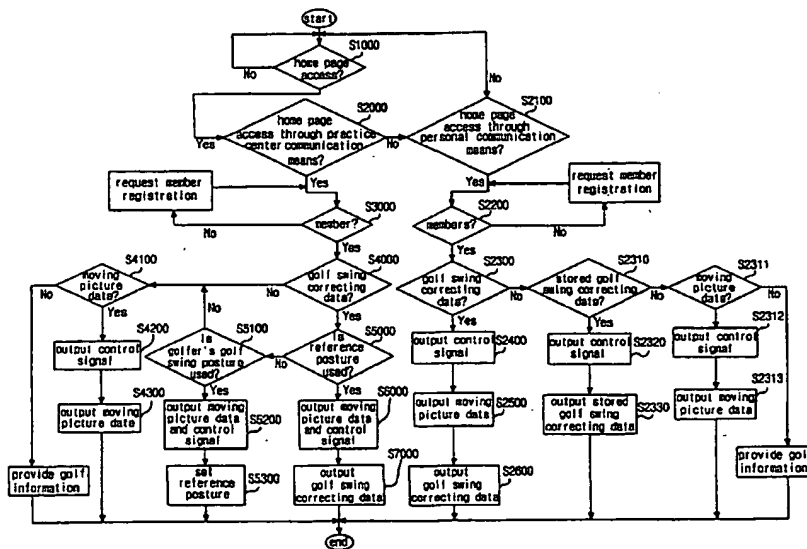 start
S1000
home page
access?
No
S2000
home page
access through practice
center communication
means?
Yes
No
S2100
home page
access through
personal communication
means?
No
request member
registration
Yes
S3000
member?
No
Yes
Yes
request member
registration
S2200
members?
No
Yes
S4100
moving
picture
data?
No
Yes
S4000
golf swing
correcting
data?
No
Yes
S2300
golf swing
correcting
data?
No
Yes
S2310
stored golf
swing correcting
data?
No
Yes
S2311
moving
picture
data?
No
Yes
S4200
output control
signal
S5100
Is
golfer's golf
swing posture
used?
Yes
S5000
Is
reference
posture
used?
No
Yes
S2400
output control
signal
S2320
output control
signal
S2312
output control
signal
S4300
output moving
picture data
output moving
picture data
and control
signal
S5200
output moving
picture data
and control
signal
S6000
output moving
picture data
S2500
output stored
golf swing
correcting data
S2330
output moving
picture data
S2313
provide golf
information
set
reference
posture
S5300
S7000
output
golf swing
correcting data
output
golf swing
correcting data
S2600
provide golf
information
end